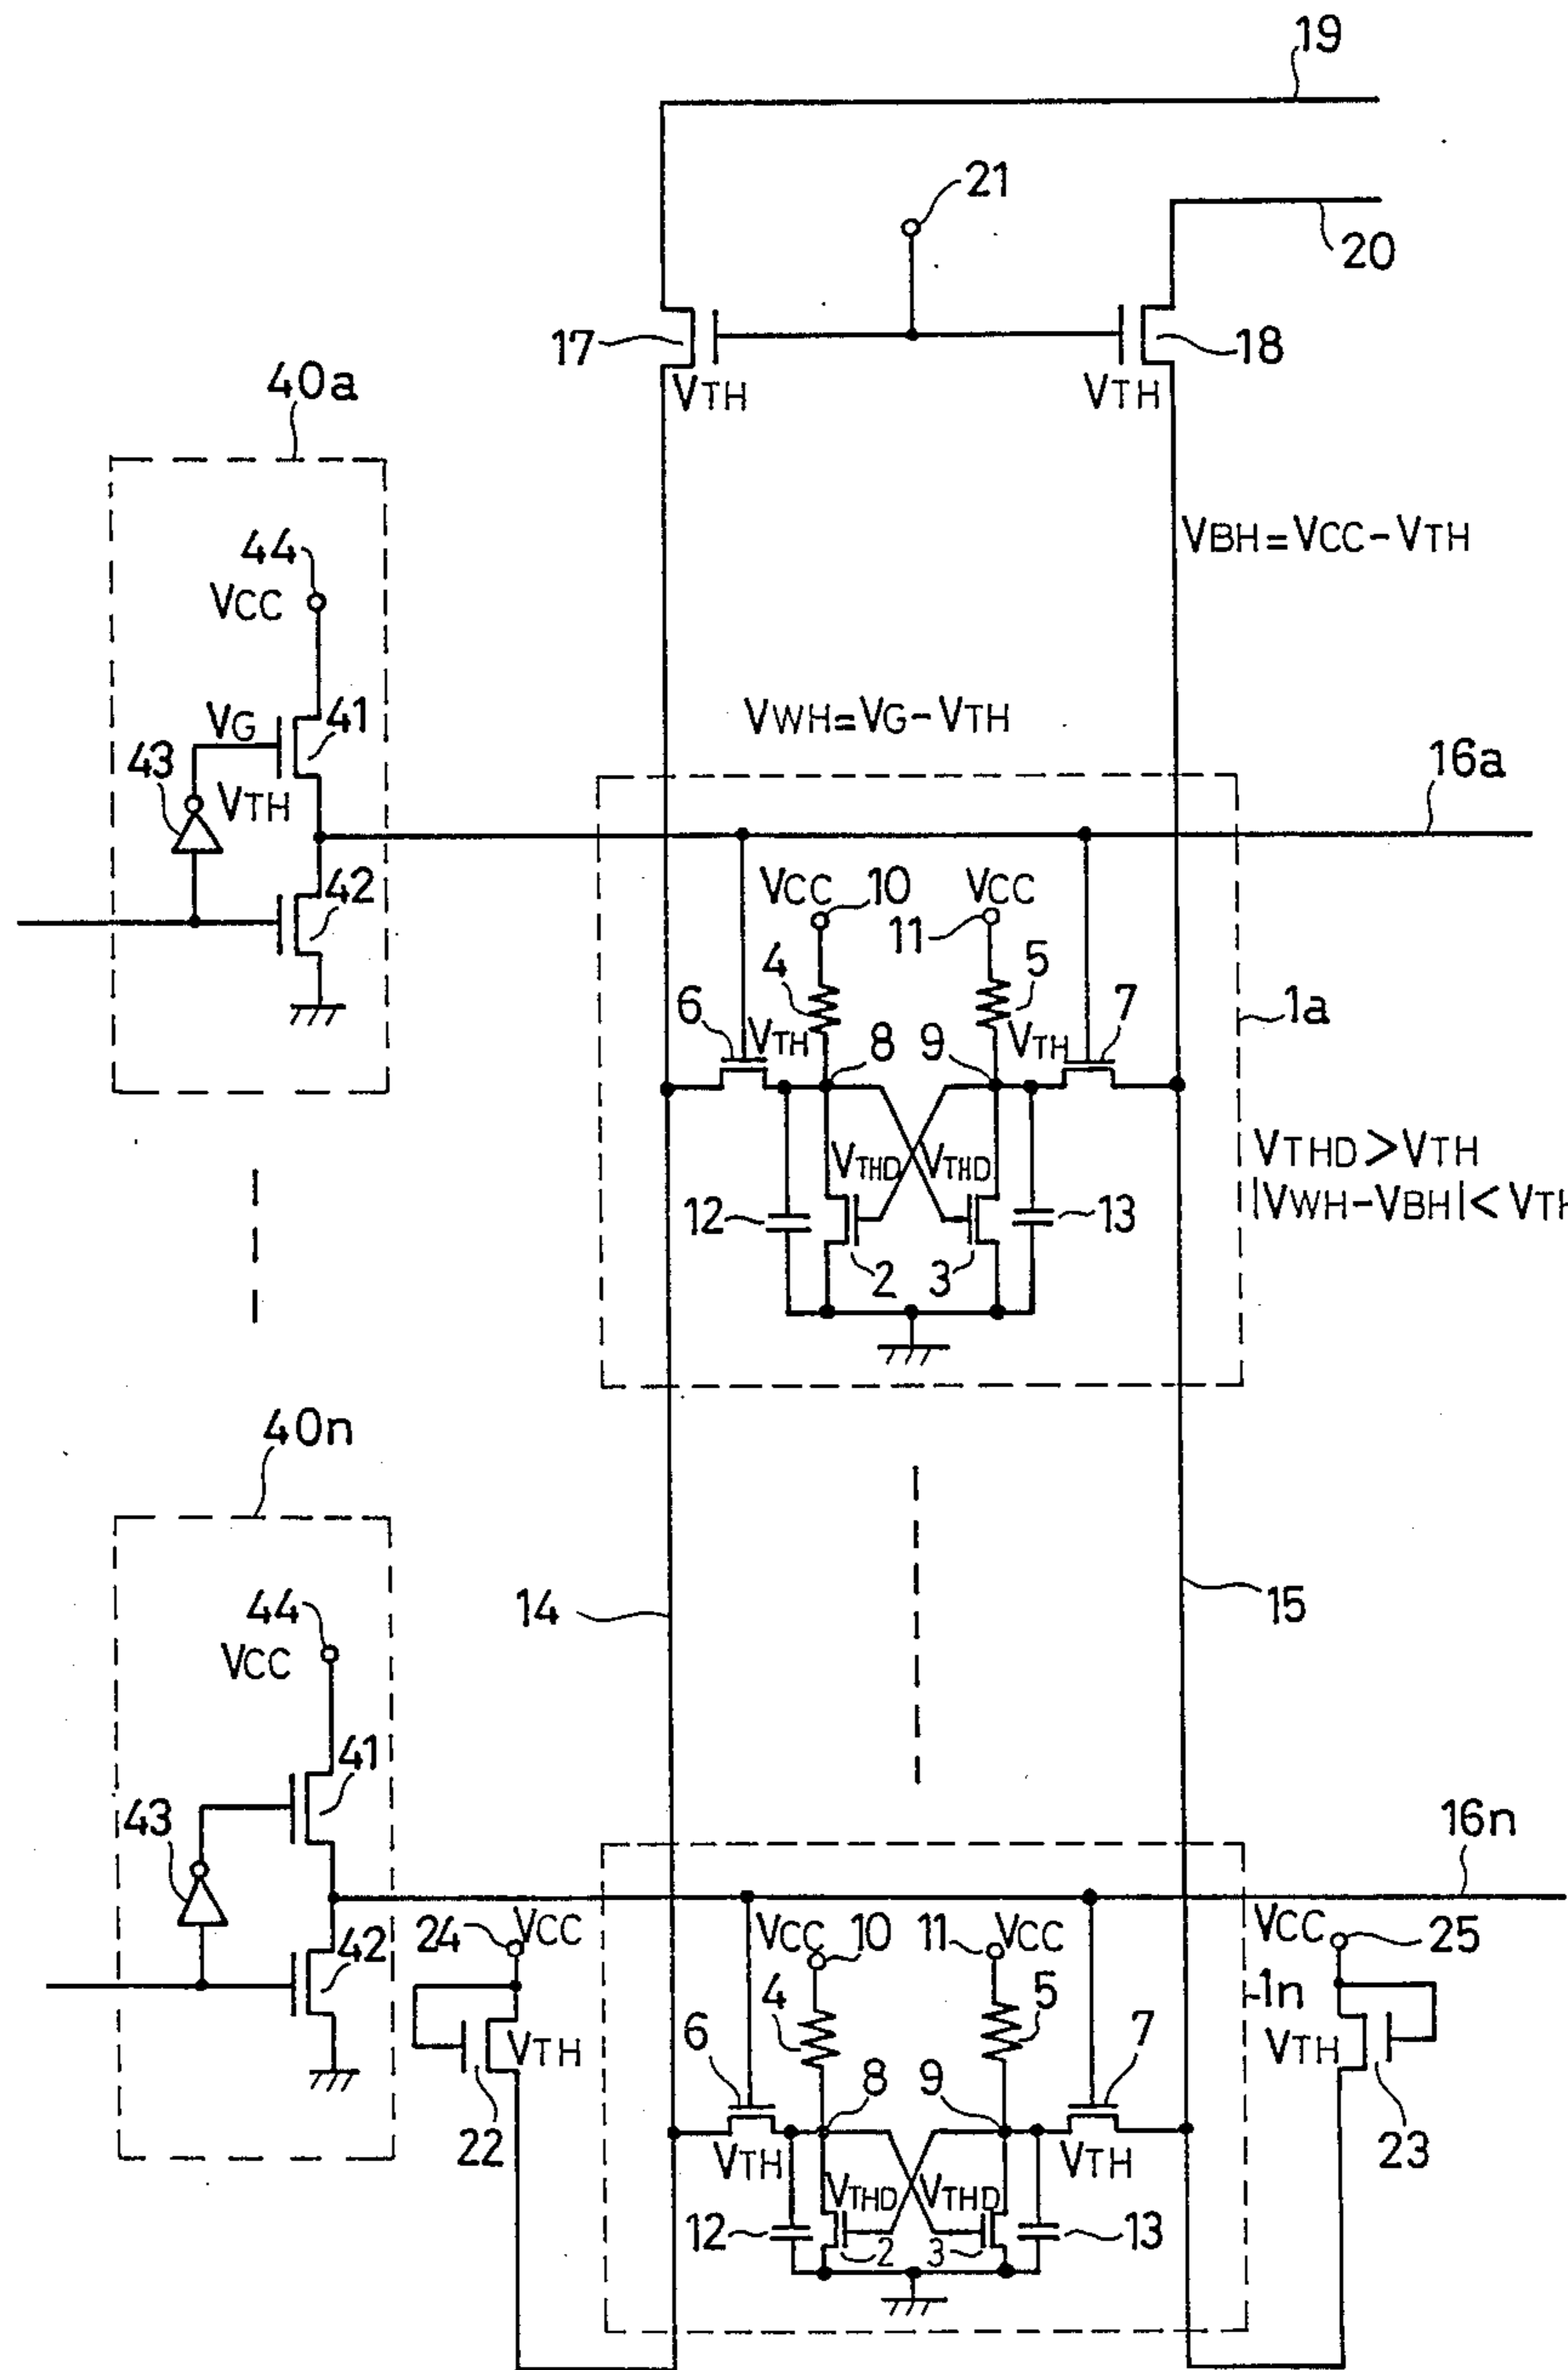 19
21
20
17
18
VTH
VTH
40a
44
VCC
VBH=VCC-VTH
VG
41
VWH=VG-VTH
43
VTH
16a
42
VCC
10
VCC
11
4
5
1a
6
VTH
8
9
VTH
7
VTHD
VTHD
VTHD>VTH
|VWH-VBH|<VTH
12
13
2
3
40n
14
15
44
VCC
41
43
16n
42
24
VCC
VCC
10
11
VCC
VCC
25
1n
4
5
6
7
VTH
VTH
8
9
22
23
VTH
VTH
VTHD
VTHD
12
13
2
3